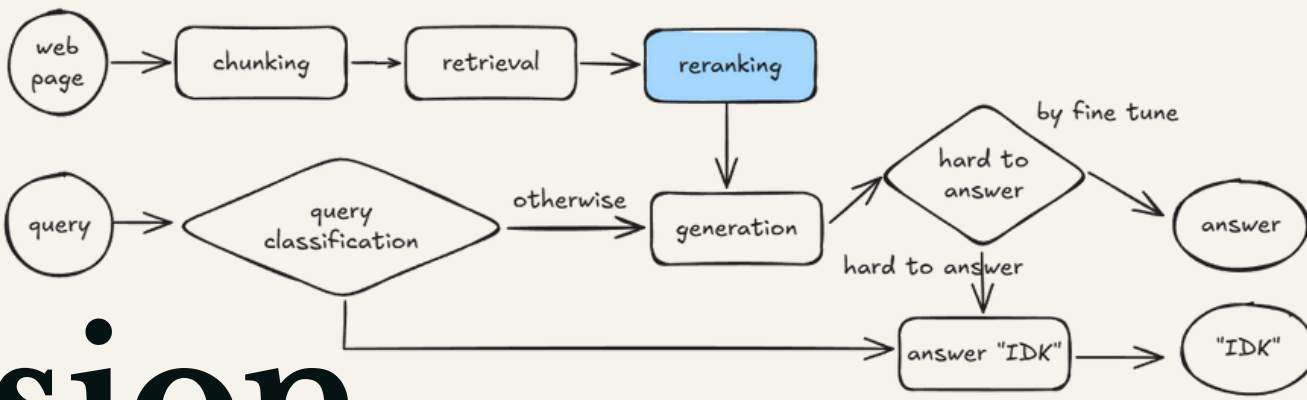 web
page
chunking
retrieval
reranking
by fine tune
hard to
answer
query
query
classification
otherwise
generation
answer
hard to answer
answer "IDK"
"IDK"
sion